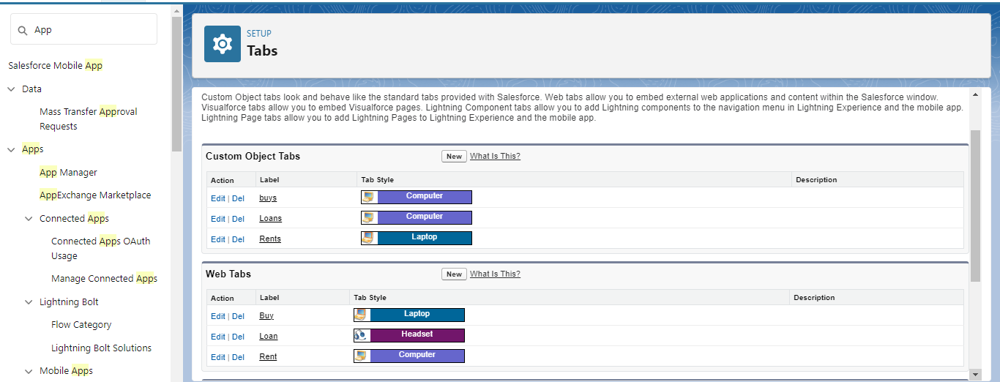 App
Salesforce Mobile App
Data
Mass Transfer Approval
Requests
Apps
App Manager
AppExchange Marketplace
Connected Apps
Connected Apps OAuth
Usage
Manage Connected Apps
Lightning Bolt
Flow Category
Lightning Bolt Solutions
Mobile Apps
SETUP
Tabs
Custom Object tabs look and behave like the standard tabs provided with Salesforce. Web tabs allow you to embed external web applications and content within the Salesforce window.
Visualforce tabs allow you to embed Visualforce pages. Lightning Component tabs allow you to add Lightning components to the navigation menu in Lightning Experience and the mobile app.
Lightning Page tabs allow you to add Lightning Pages to Lightning Experience and the mobile app.
Custom Object Tabs New What Is This?
Action Label Tab Style Description
Edit | Del buys Computer
Edit | Del Loans Computer
Edit | Del Rents Laptop
Web Tabs New What Is This?
Action Label Tab Style Description
Edit | Del Buy Laptop
Edit | Del Loan Headset
Edit | Del Rent Computer